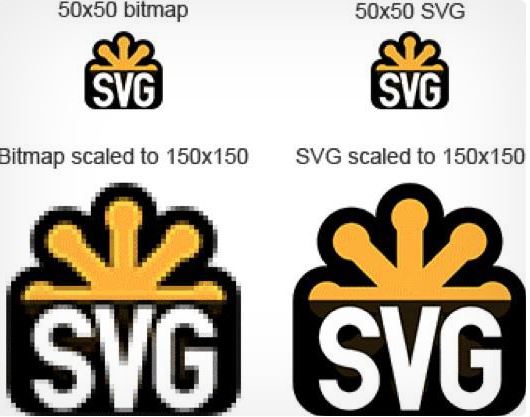 50x50 bitmap
50x50 SVG
SVG
SVG
Bitmap scaled to 150x150
SVG scaled to 150x150
SVG
SVG